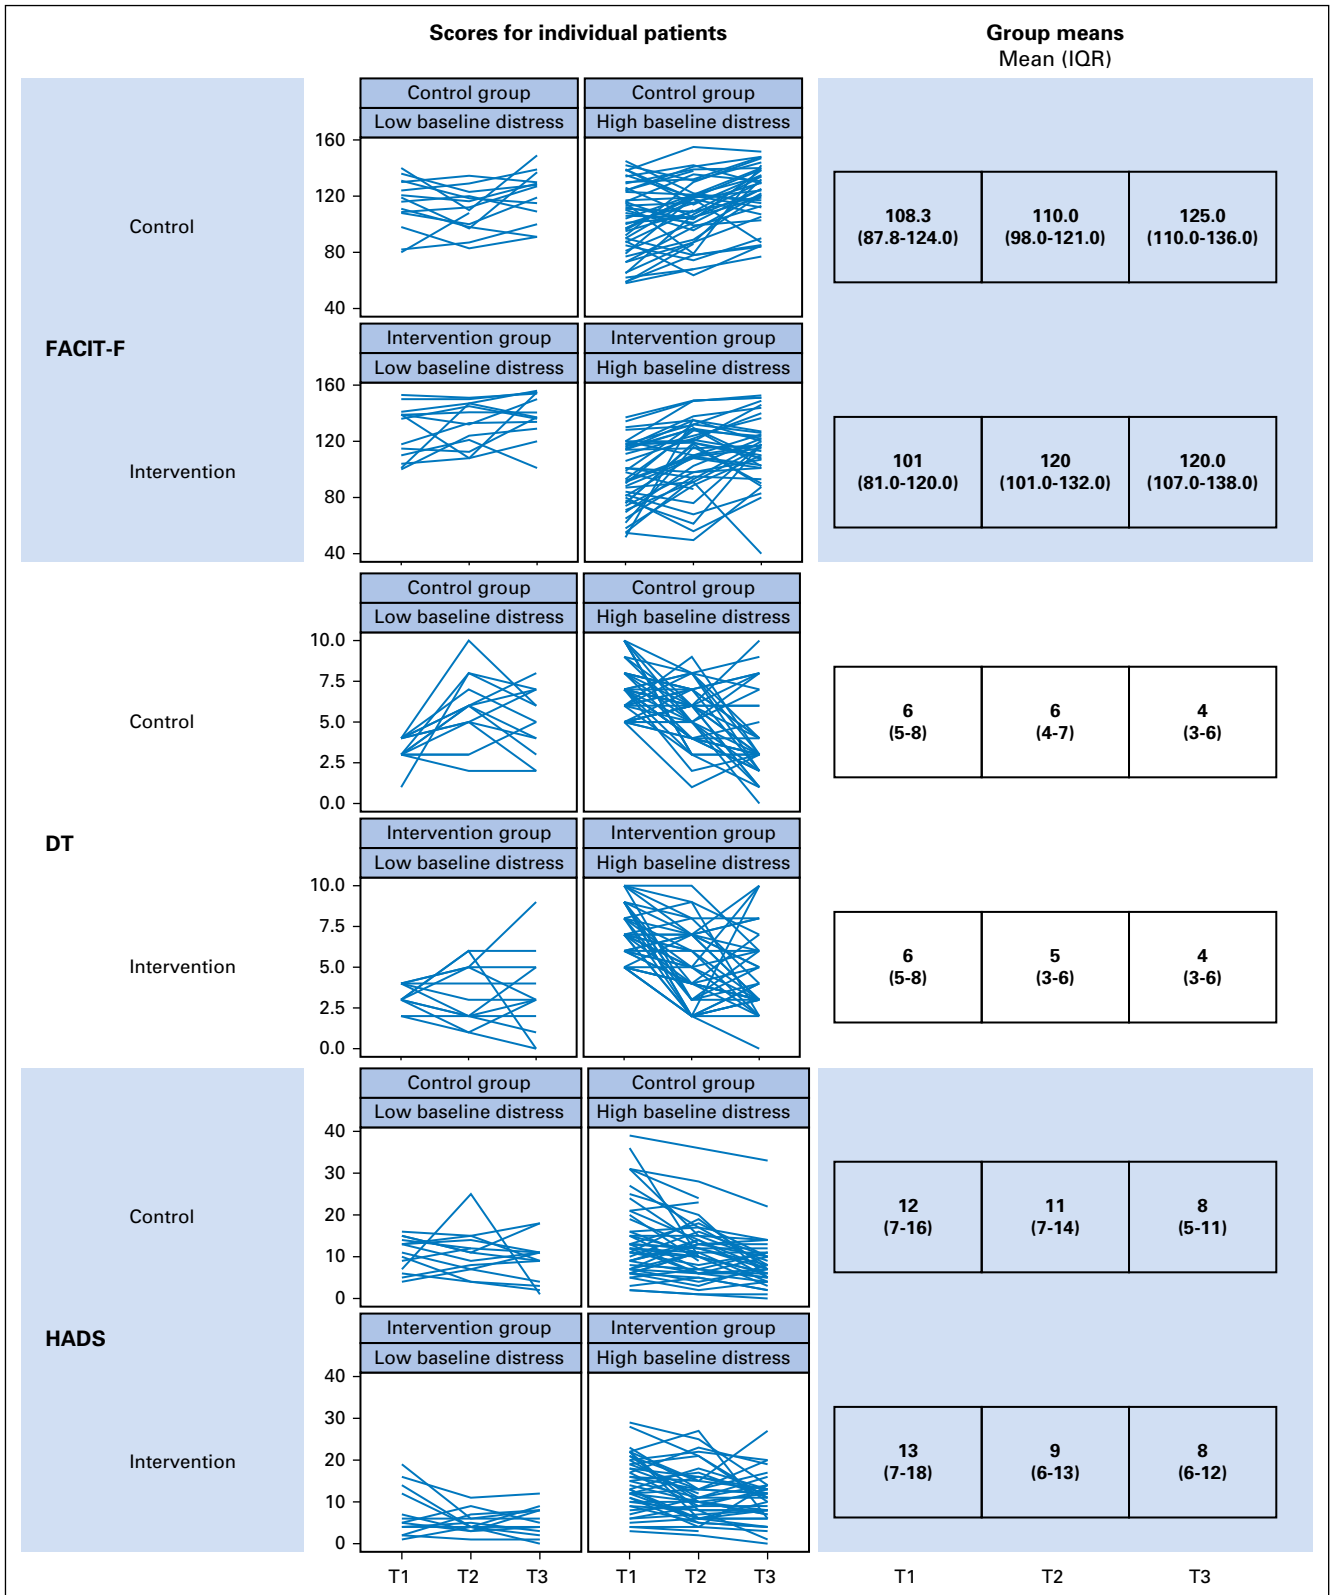 Scores for individual patients
Group means
Mean (IQR)
FACIT-F
Control
Control group
Low baseline distress
Control group
High baseline distress
160
120
80
40
108.3
(87.8-124.0)
110.0
(98.0-121.0)
125.0
(110.0-136.0)
Intervention
Intervention group
Low baseline distress
Intervention group
High baseline distress
160
120
80
40
101
(81.0-120.0)
120
(101.0-132.0)
120.0
(107.0-138.0)
DT
Control
Control group
Low baseline distress
Control group
High baseline distress
10.0
7.5
5.0
2.5
0.0
6
(5-8)
6
(4-7)
4
(3-6)
Intervention
Intervention group
Low baseline distress
Intervention group
High baseline distress
10.0
7.5
5.0
2.5
0.0
6
(5-8)
5
(3-6)
4
(3-6)
HADS
Control
Control group
Low baseline distress
Control group
High baseline distress
40
30
20
10
0
12
(7-16)
11
(7-14)
8
(5-11)
Intervention
Intervention group
Low baseline distress
Intervention group
High baseline distress
40
30
20
10
0
13
(7-18)
9
(6-13)
8
(6-12)
T1 T2 T3
T1 T2 T3
T1 T2 T3